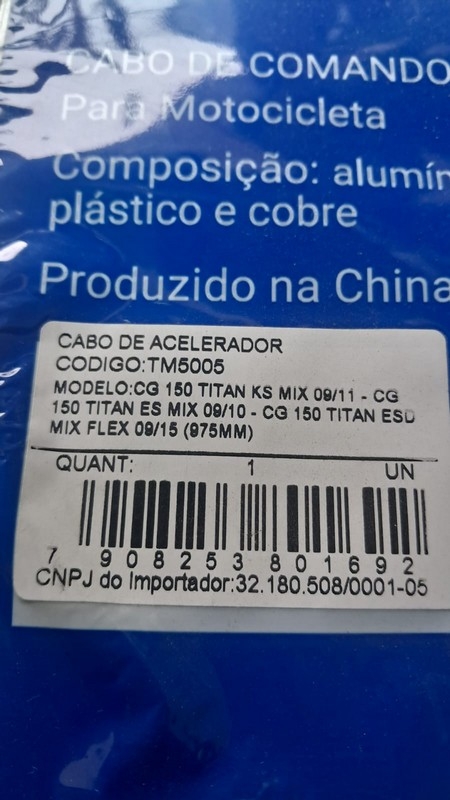 CABO DE COMANDO
Para Motocicleta
Composição: alumín
plástico e cobre
Produzido na China
CABO DE ACELERADOR
CODIGO:TM5005
MODELO:CG 150 TITAN KS MIX 09/11 - CG
150 TITAN ES MIX 09/10 - CG 150 TITAN ESD
MIX FLEX 09/15 (975MM)
QUANT: 1 UN
7 908253 801692
CNPJ do Importador:32.180.508/0001-05